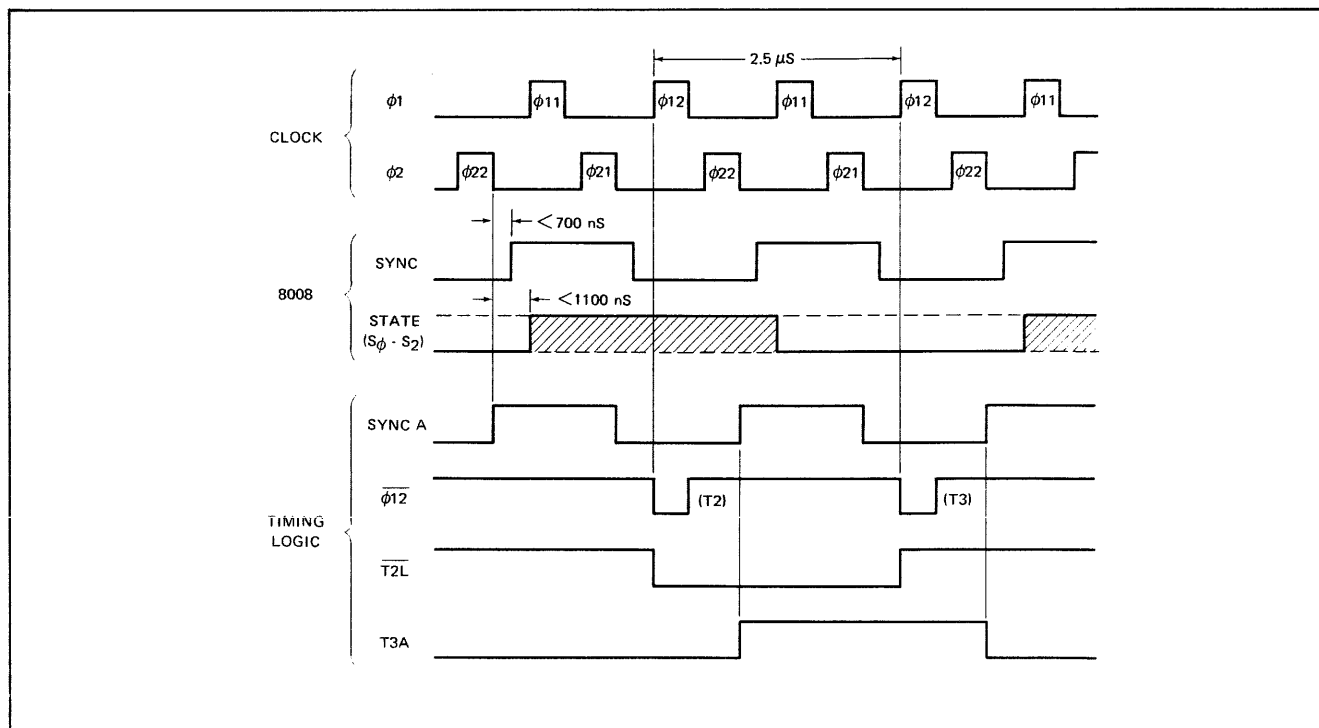 2.5 μS
φ1
φ11
φ12
φ11
φ12
φ11
CLOCK
φ2
φ22
φ21
φ22
φ21
φ22
< 700 nS
SYNC
8008
< 1100 nS
STATE
(Sφ - S2)
SYNC A
φ12
(T2)
(T3)
TIMING
LOGIC
T2L
T3A